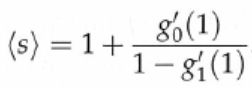 ⟨s⟩ = 1 + g′₀(1) / 1 − g′₁(1)